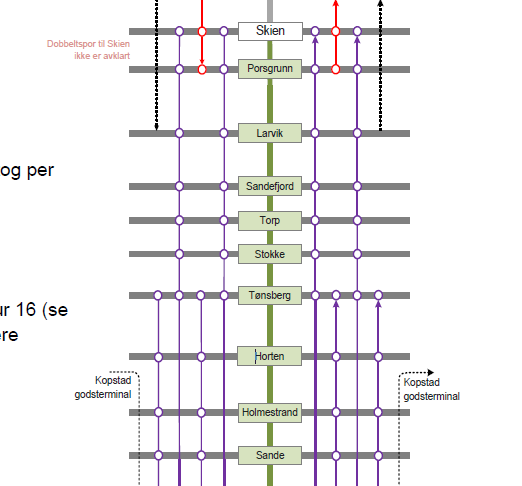 Skien
Dobbeltspor til Skien
ikke er avklart
Porsgrunn
Larvik
og per
Sandefjord
Torp
Stokke
Tønsberg
ur 16 (se
ere
Horten
Kopstad
godsterminal
Kopstad
godsterminal
Holmestrand
Sande